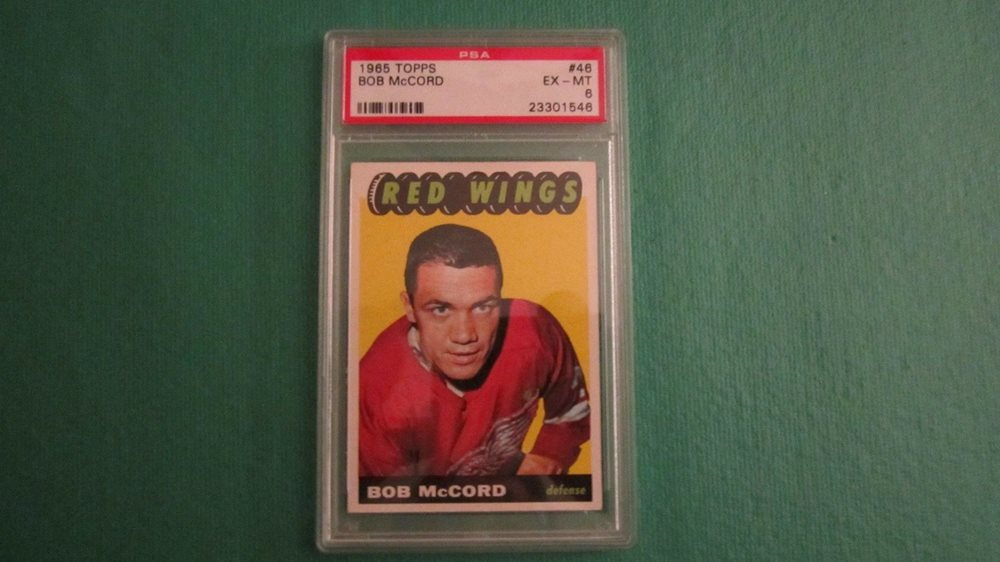 PSA
1965 TOPPS #46
BOB McCORD EX – MT
6
23301546
RED WINGS
BOB McCORD defense